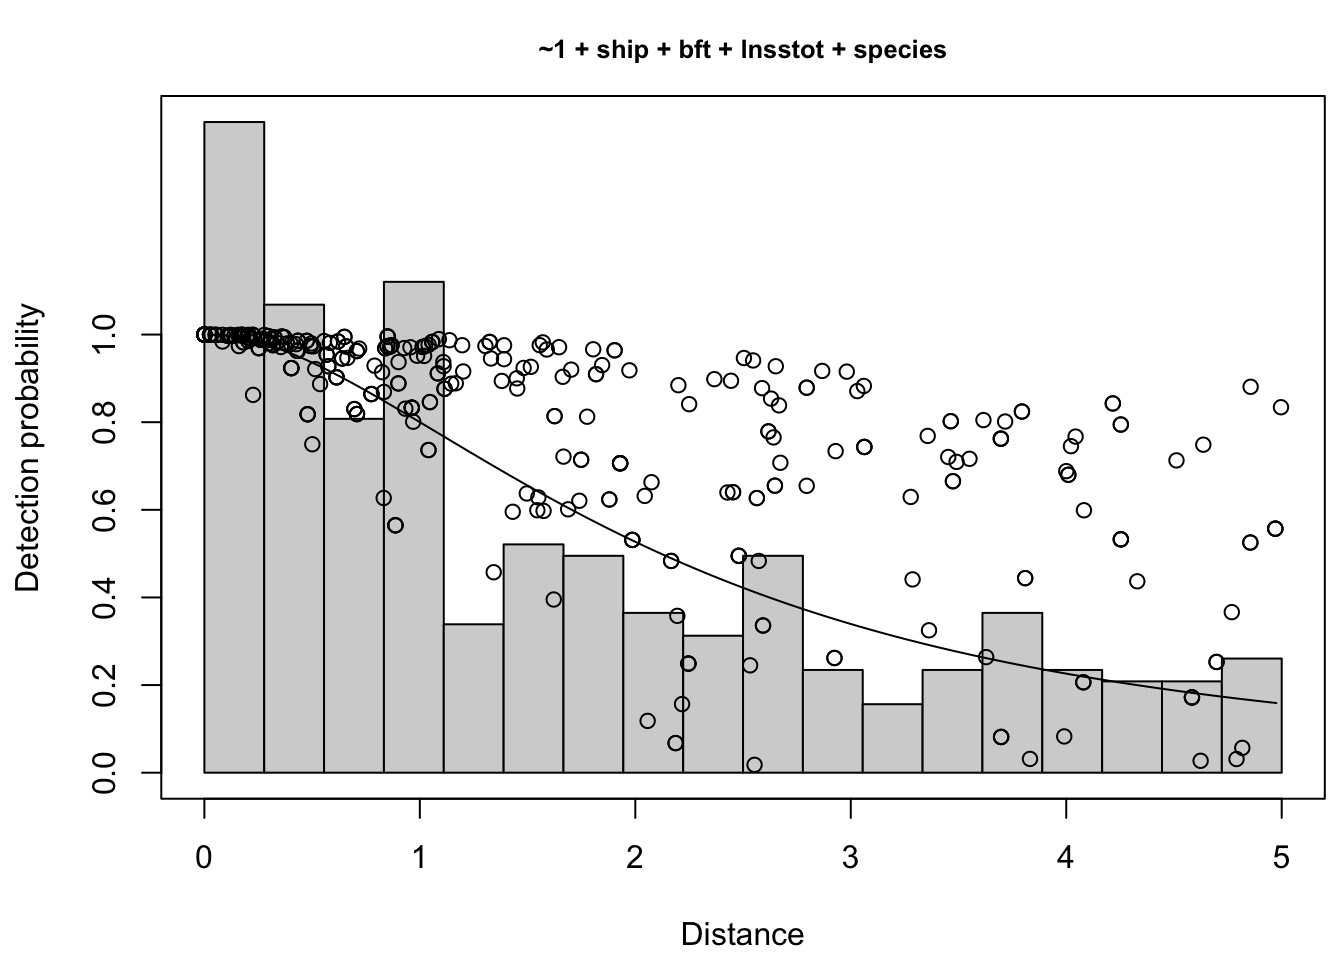 ~1 + ship + bft + lnsstot + species
Detection probability
1.0
0.8
0.6
0.4
0.2
0.0
0 1 2 3 4 5
Distance